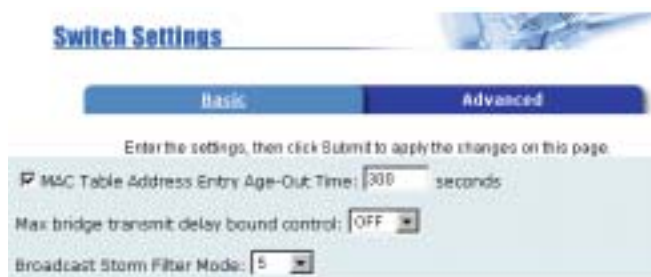 Switch Settings
Basic Advanced
Enter the settings, then click Submit to apply the changes on this page.
MAC Table Address Entry Age-Out Time: 300 seconds
Max bridge transmit delay bound control: OFF
Broadcast Storm Filter Mode: 5